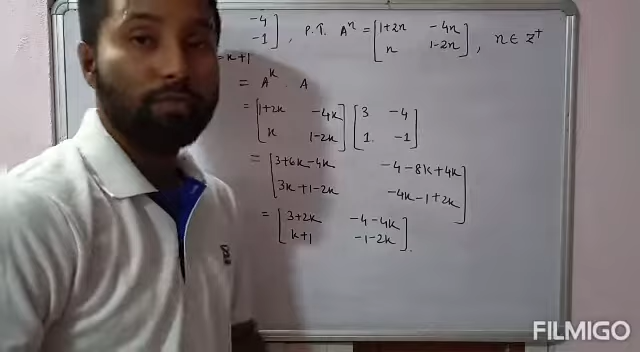 -4
-1 ] , P.T. A^n = [ 1+2n -4n
n 1-2n ] , n ∈ Z+
= k+1
= A^k . A
= [ 1+2k -4k
k 1-2k ] [ 3 -4
1 -1 ]
= [ 3+6k-4k -4-8k+4k
3k+1-2k -4k-1+2k ]
= [ 3+2k -4-4k
k+1 -1-2k ] .
FILMIGO